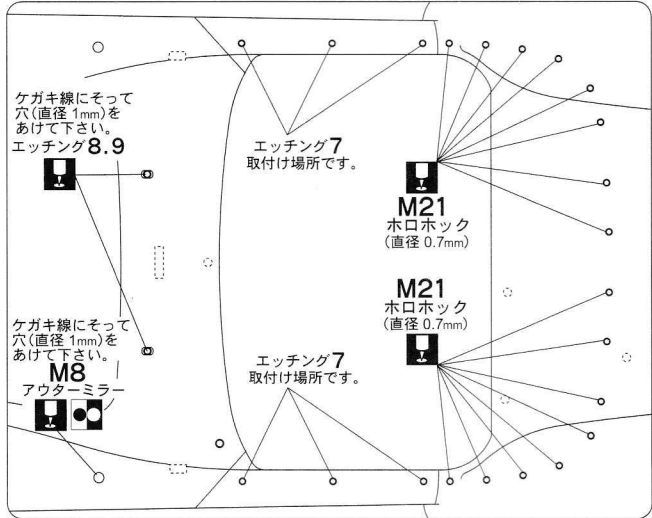 ケガキ線にそって
穴(直径 1mm)を
あけて下さい。
エッチング8.9
エッチング7
取付け場所です。
M21
ホロホック
(直径 0.7mm)
M21
ホロホック
(直径 0.7mm)
ケガキ線にそって
穴(直径 1mm)を
あけて下さい。
M8
アウターミラー
エッチング7
取付け場所です。